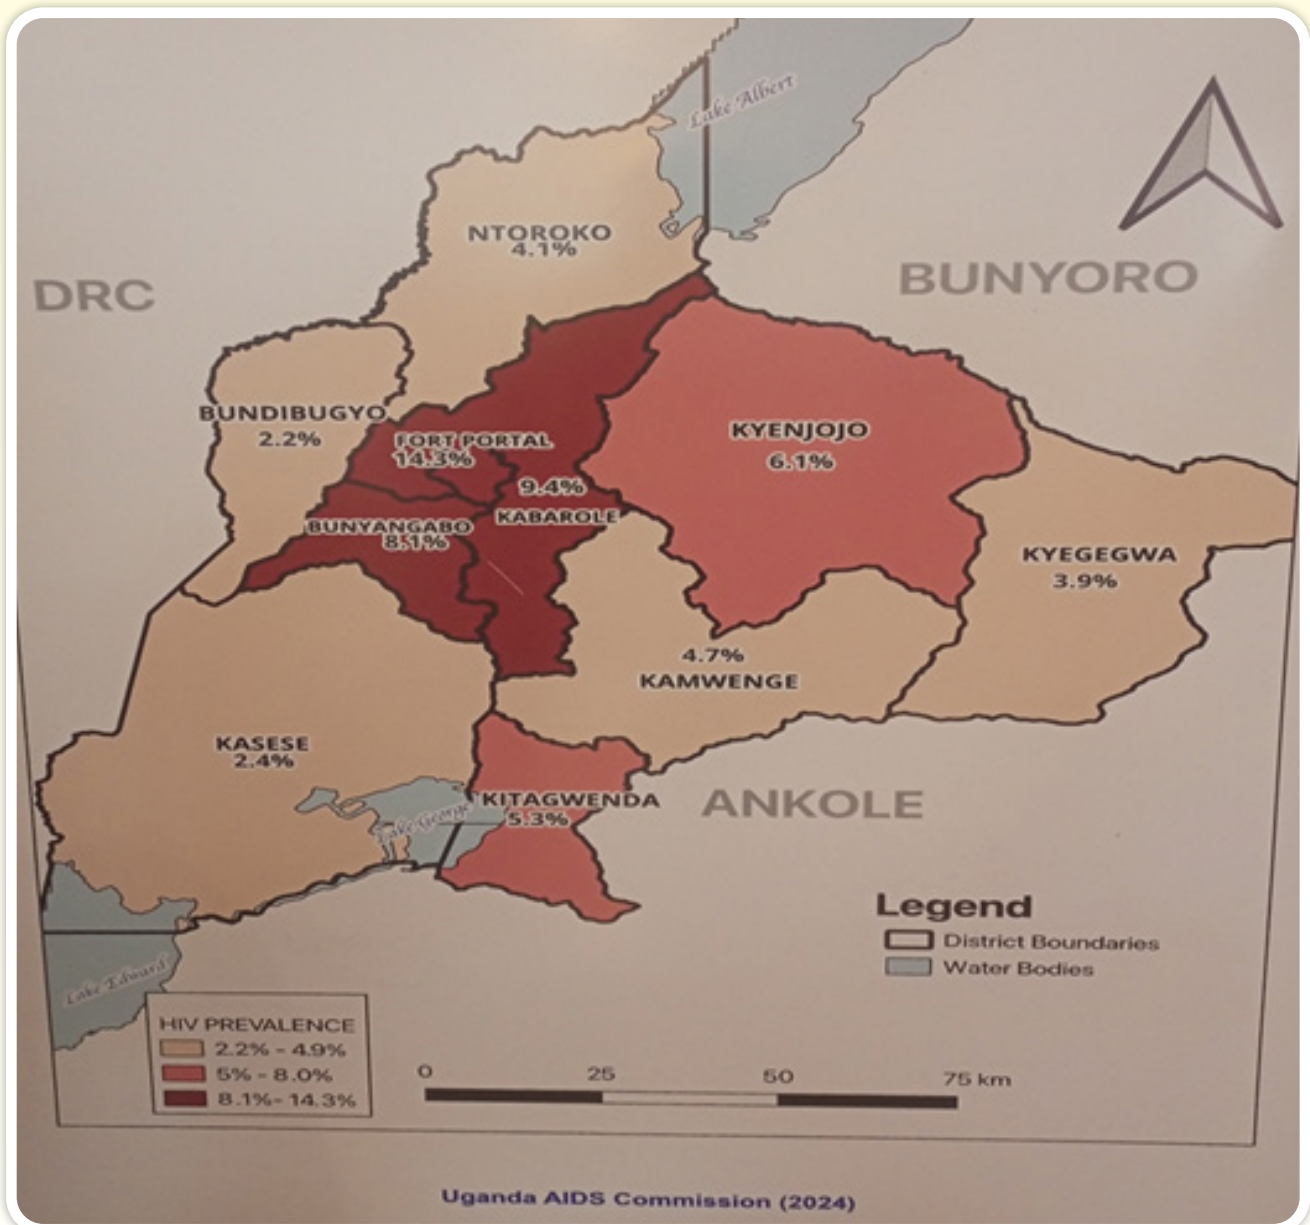 Lake Albert
NTOROKO
4.1%
DRC
BUNYORO
BUNDIBUGYO
2.2%
FORT PORTAL
14.3%
KYENJOJO
6.1%
9.4%
KABAROLE
BUNYANGABO
8.1%
KYEGEGWA
3.9%
4.7%
KAMWENGE
KASESE
2.4%
Lake George
KITAGWENDA
5.3%
ANKOLE
Legend
District Boundaries
Water Bodies
Lake Edward
HIV PREVALENCE
2.2% - 4.9%
5% - 8.0%
8.1%- 14.3%
0 25 50 75 km
Uganda AIDS Commission (2024)